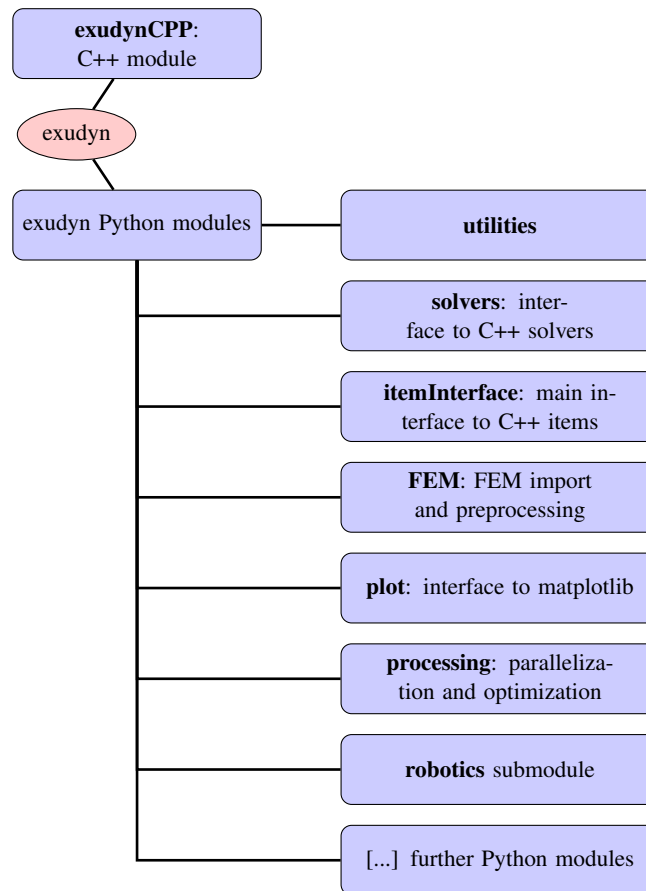 exudynCPP:
C++ module
exudyn
exudyn Python modules
utilities
solvers: inter-
face to C++ solvers
itemInterface: main in-
terface to C++ items
FEM: FEM import
and preprocessing
plot: interface to matplotlib
processing: paralleliza-
tion and optimization
robotics submodule
[...] further Python modules